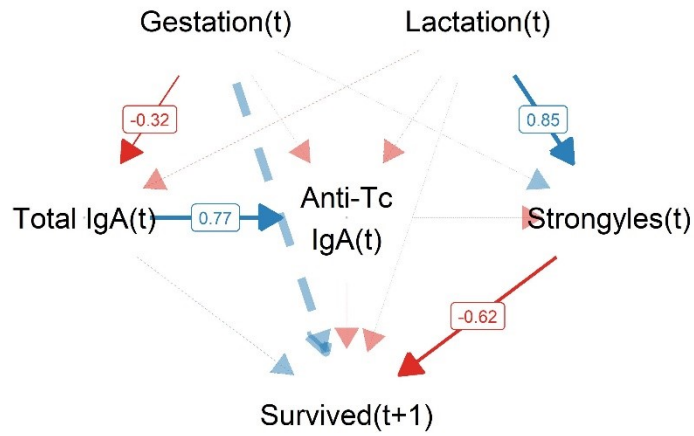 Gestation(t) Lactation(t)
-0.32 0.85
Total IgA(t) 0.77 Anti-Tc
IgA(t) Strongyles(t)
-0.62
Survived(t+1)